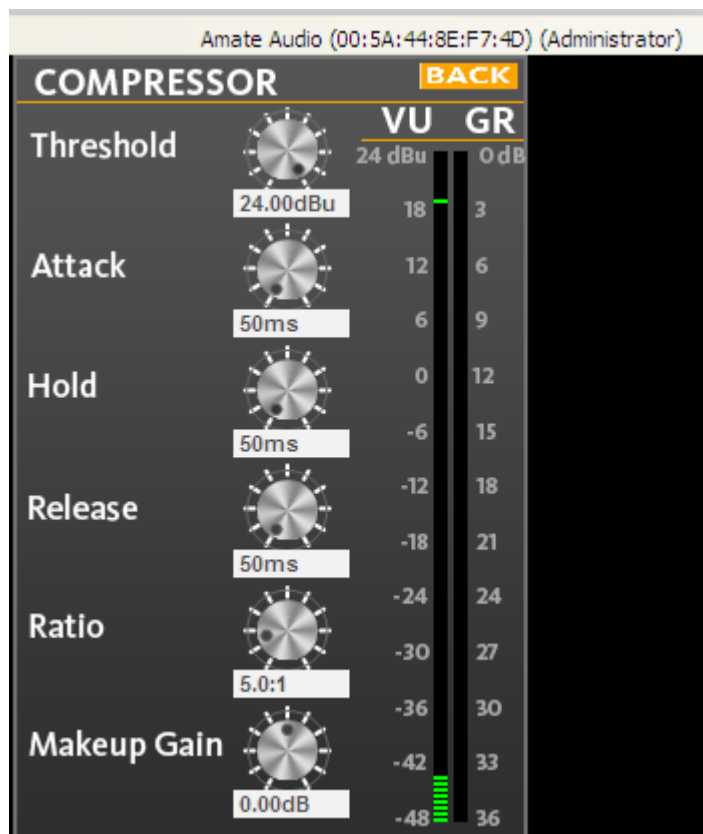 Amate Audio (00:5A:44:8E:F7:4D) (Administrator)
COMPRESSOR BACK
VU GR
Threshold
24 dBu 0dB
24.00dBu
18 3
Attack
12 6
50ms
6 9
Hold
0 12
50ms
-6 15
Release
-12 18
-18 21
50ms
Ratio
-24 24
-30 27
5.0:1
-36 30
Makeup Gain
-42 33
0.00dB
-48 36